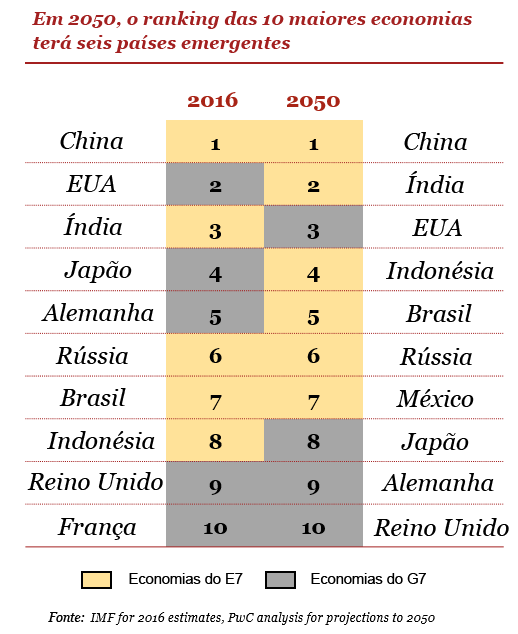 Em 2050, o ranking das 10 maiores economias
terá seis países emergentes
2016 2050
China 1 1 China
EUA 2 2 Índia
Índia 3 3 EUA
Japão 4 4 Indonésia
Alemanha 5 5 Brasil
Rússia 6 6 Rússia
Brasil 7 7 México
Indonésia 8 8 Japão
Reino Unido 9 9 Alemanha
França 10 10 Reino Unido
Economias do E7 Economias do G7
Fonte: IMF for 2016 estimates, PwC analysis for projections to 2050